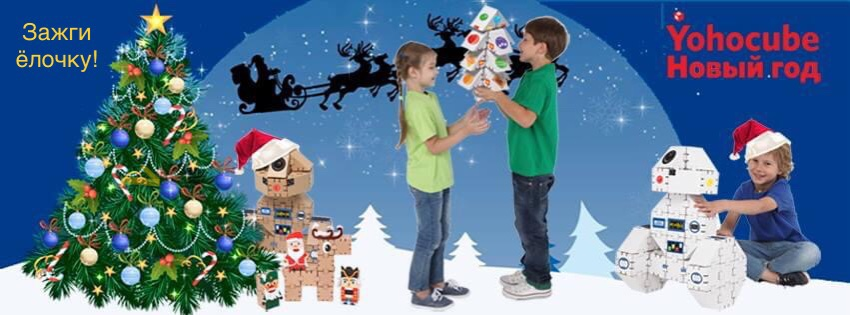 Зажги
ёлочку!
Yohocube
Новый год